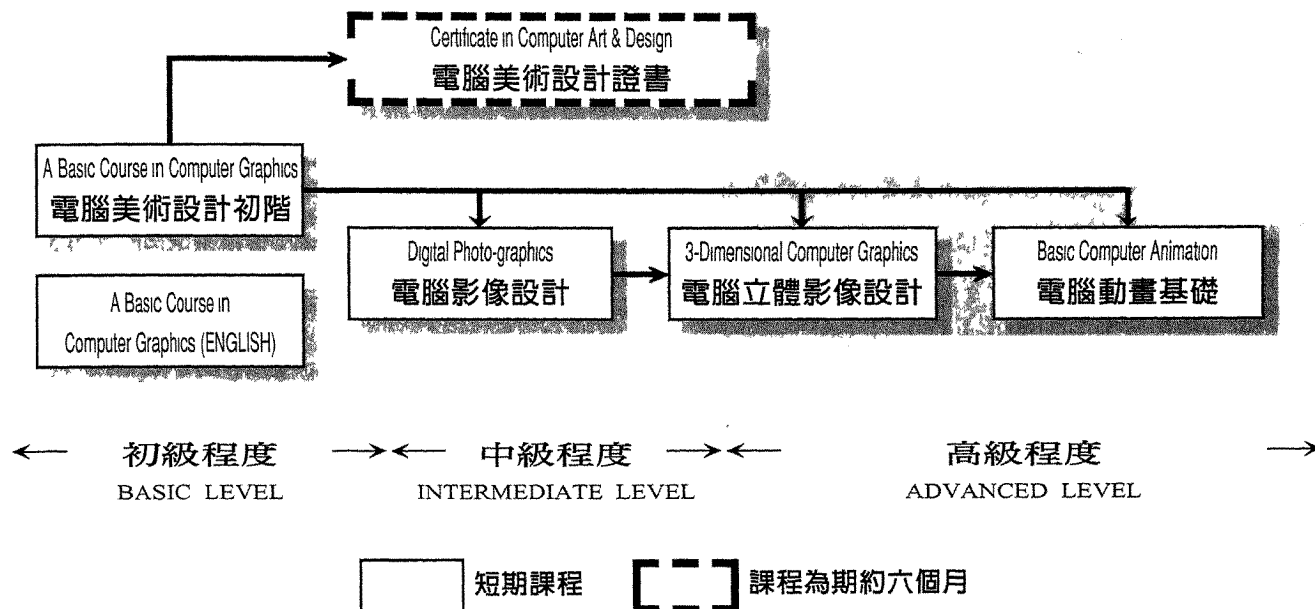 Certificate in Computer Art & Design
電腦美術設計證書
A Basic Course in Computer Graphics
電腦美術設計初階
Digital Photo-graphics
電腦影像設計
3-Dimensional Computer Graphics
電腦立體影像設計
Basic Computer Animation
電腦動畫基礎
A Basic Course in
Computer Graphics (ENGLISH)
初級程度
BASIC LEVEL
中級程度
INTERMEDIATE LEVEL
高級程度
ADVANCED LEVEL
短期課程
課程為期約六個月